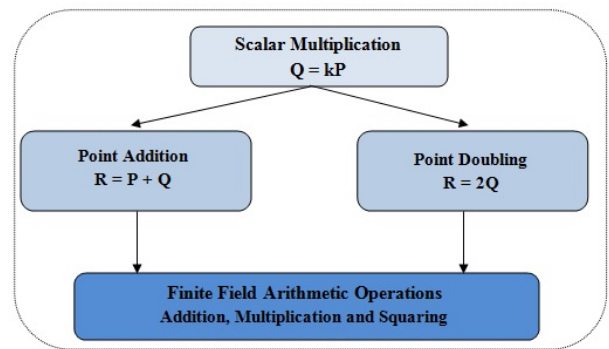 Scalar Multiplication
Q = kP
Point Addition
R = P + Q
Point Doubling
R = 2Q
Finite Field Arithmetic Operations
Addition, Multiplication and Squaring